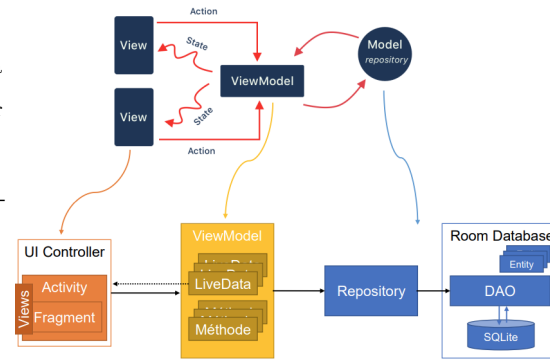 Action
View
State
Model
repository
ViewModel
View
State
Action
UI Controller
Activity
Views
Fragment
ViewModel
LiveData
Méthode
Repository
Room Database
Entity
DAO
SQLite